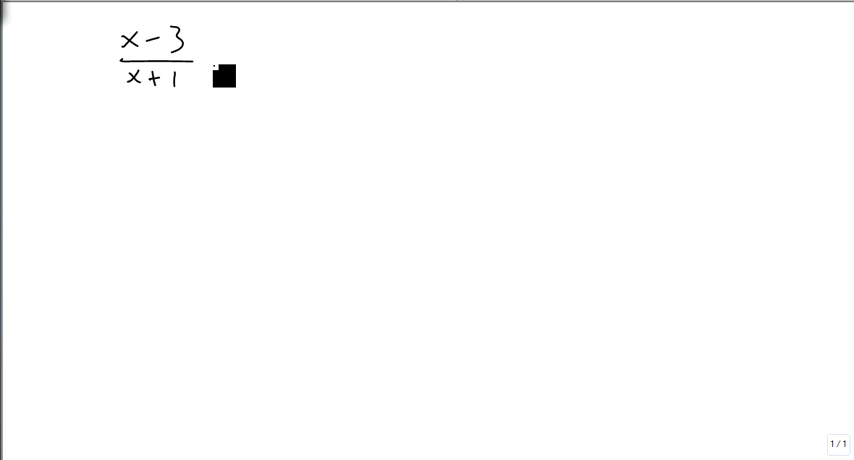 x - 3
x + 1
1 / 1